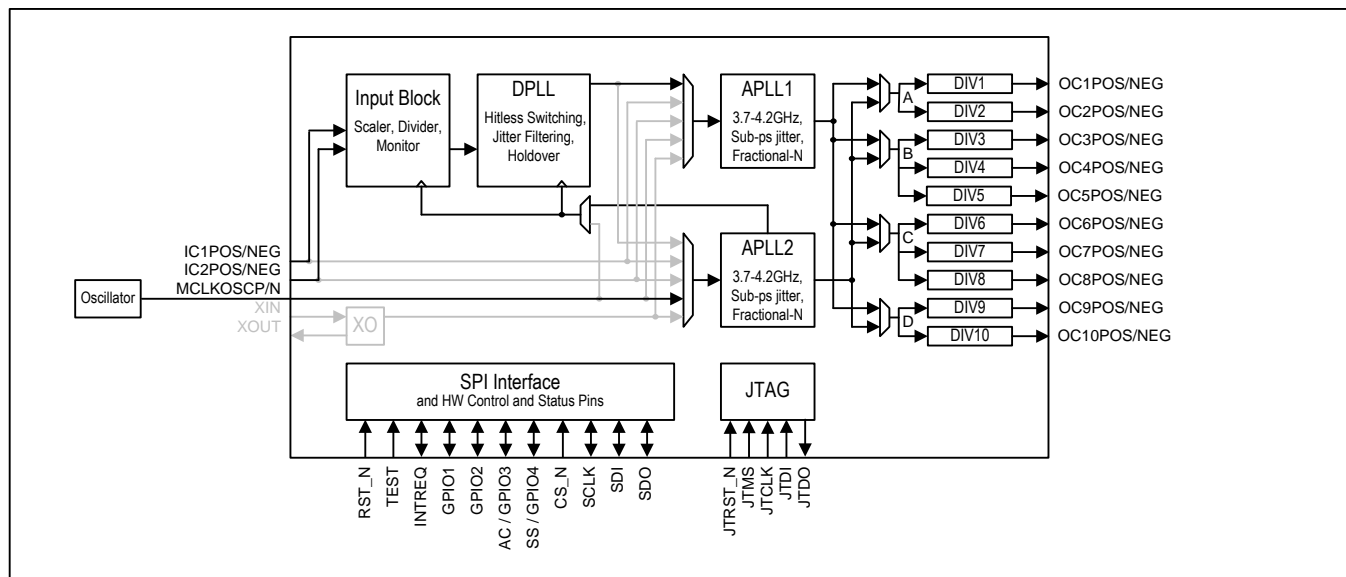 Input Block
Scaler, Divider,
Monitor
DPLL
Hitless Switching,
Jitter Filtering,
Holdover
APLL1
3.7-4.2GHz,
Sub-ps jitter,
Fractional-N
APLL2
3.7-4.2GHz,
Sub-ps jitter,
Fractional-N
A
B
C
D
DIV1
DIV2
DIV3
DIV4
DIV5
DIV6
DIV7
DIV8
DIV9
DIV10
OC1POS/NEG
OC2POS/NEG
OC3POS/NEG
OC4POS/NEG
OC5POS/NEG
OC6POS/NEG
OC7POS/NEG
OC8POS/NEG
OC9POS/NEG
OC10POS/NEG
IC1POS/NEG
IC2POS/NEG
MCLKOSCP/N
Oscillator
XIN
XOUT
XO
SPI Interface
and HW Control and Status Pins
JTAG
RST_N
TEST
INTREQ
GPIO1
GPIO2
AC / GPIO3
SS / GPIO4
CS_N
SCLK
SDI
SDO
JTRST_N
JTMS
JTCLK
JTDI
JTDO